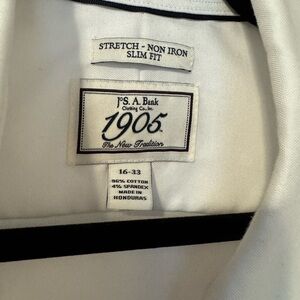 STRETCH - NON IRON
SLIM FIT
JoS. A. Bank
Clothing Co., Inc.
1905
The New Tradition
16-33
96% COTTON
4% SPANDEX
MADE IN
HONDURAS